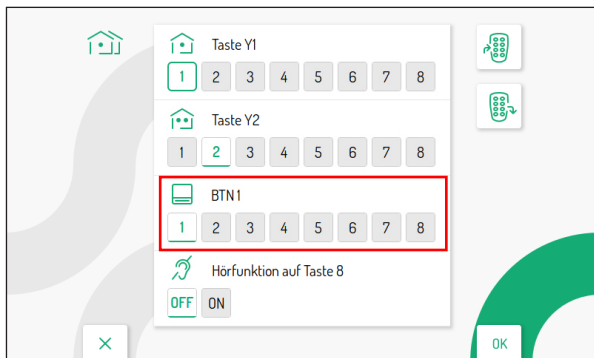 Taste Y1
1 2 3 4 5 6 7 8
Taste Y2
1 2 3 4 5 6 7 8
BTN 1
1 2 3 4 5 6 7 8
Hörfunktion auf Taste 8
OFF ON
OK